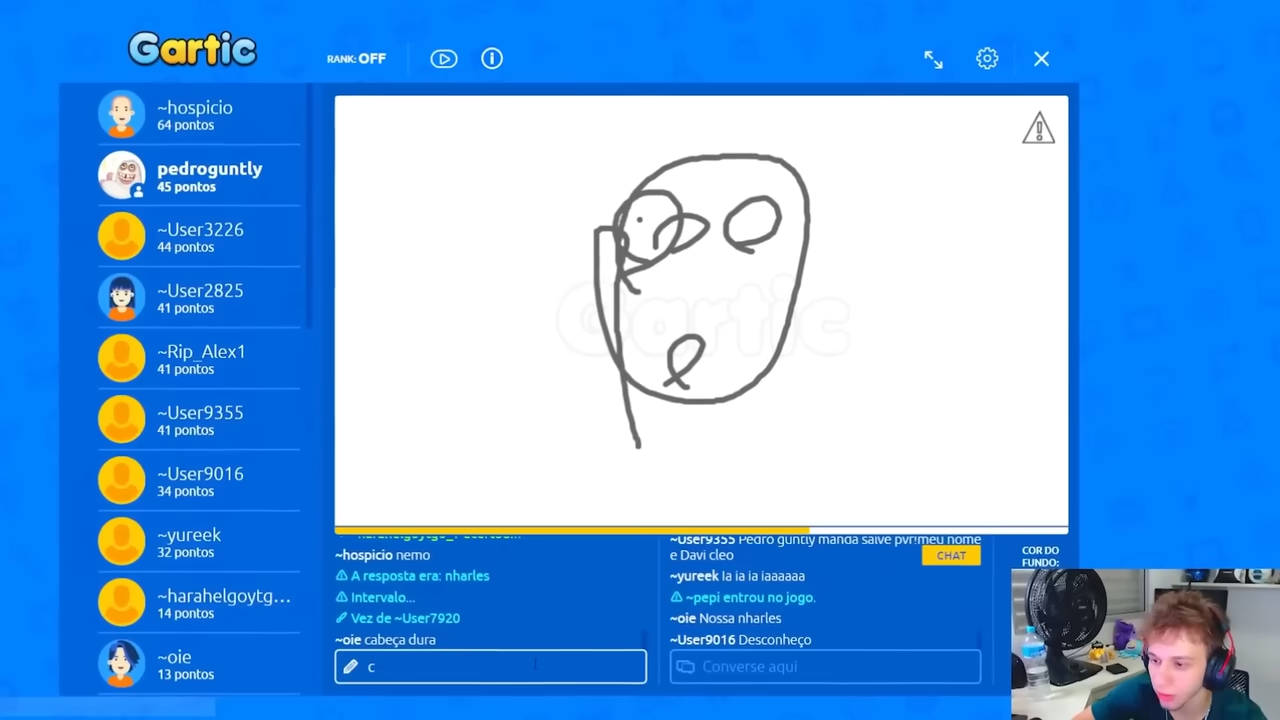 Gartic
RANK: OFF
~hospicio
64 pontos
pedroguntly
45 pontos
~User3226
44 pontos
~User2825
41 pontos
~Rip_Alex1
41 pontos
~User9355
41 pontos
~User9016
34 pontos
~yureek
32 pontos
~harahelgoytg...
14 pontos
~oie
13 pontos
Gartic
~hospicio nemo
A resposta era: nharles
Intervalo...
Vez de ~User7920
~oie cabeça dura
c
~User9355 Pedro guntly manda salve pvr!meu nome
e Davi cleo
CHAT
~yureek Ia ia ia iaaaaaa
~pepi entrou no jogo.
~oie Nossa nharles
~User9016 Desconheço
Converse aqui
COR DO
FUNDO: